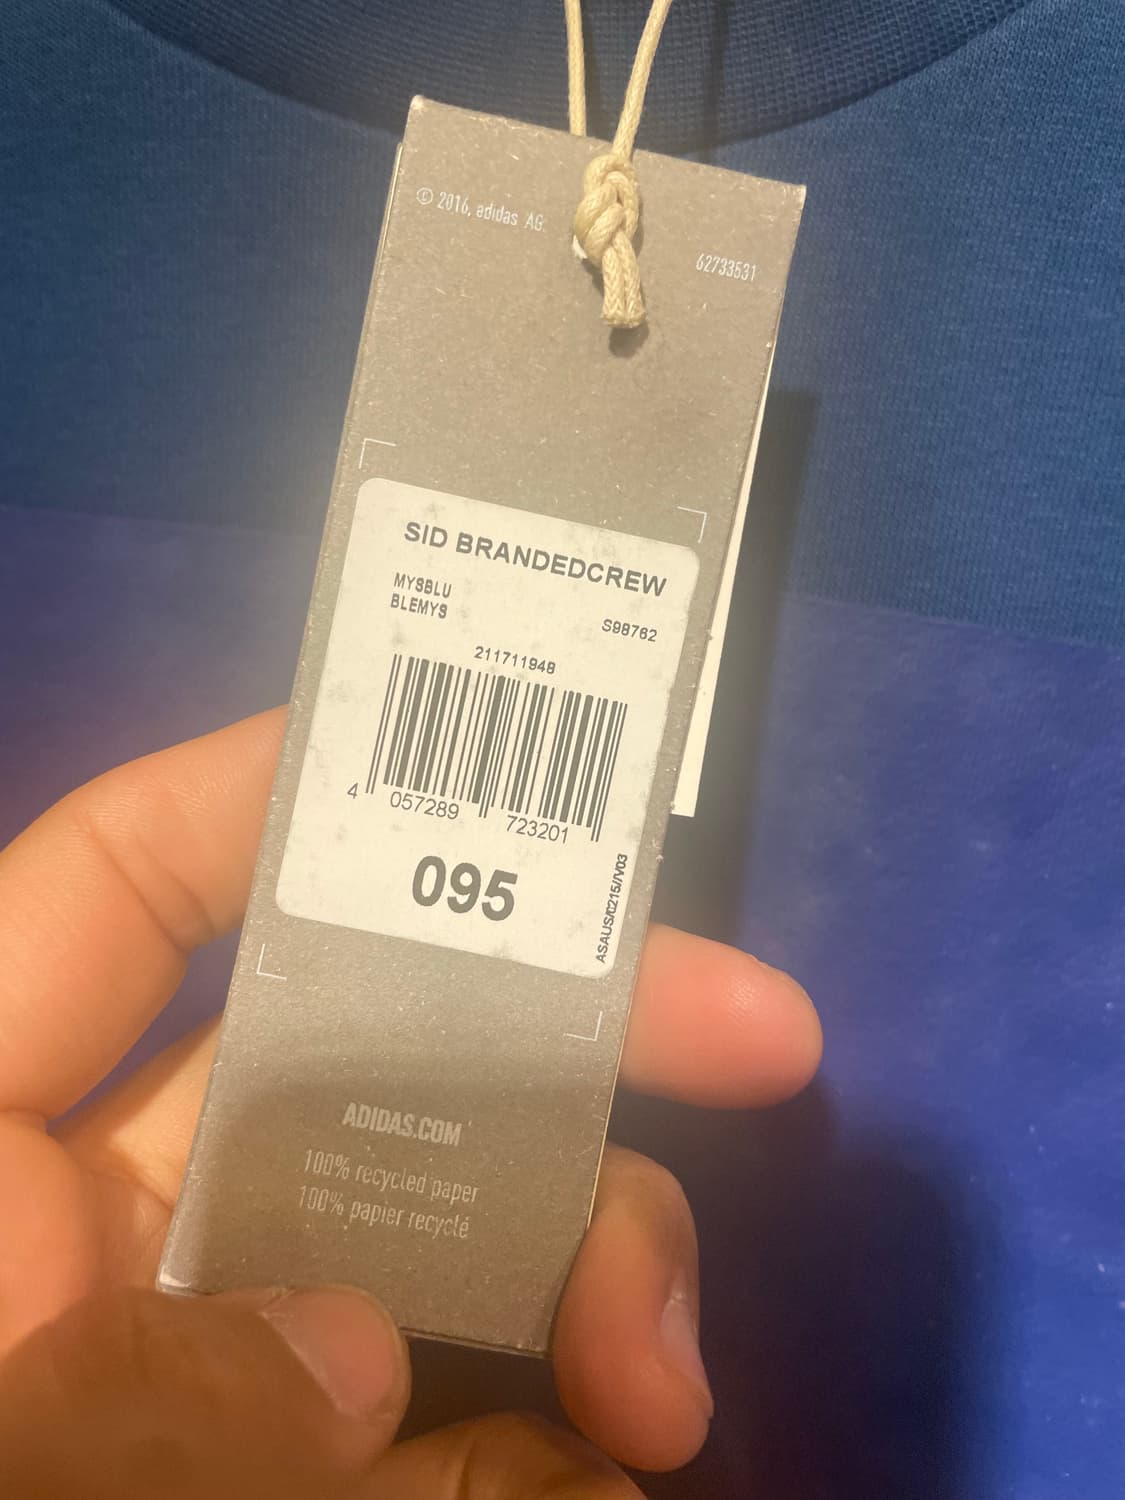 © 2016, adidas AG.
62733531
SID BRANDEDCREW
MYSBLU
BLEMYS
S98762
211711948
4 057289 723201
095
ASAUS/0215//V03
ADIDAS.COM
100% recycled paper
100% papier recyclé